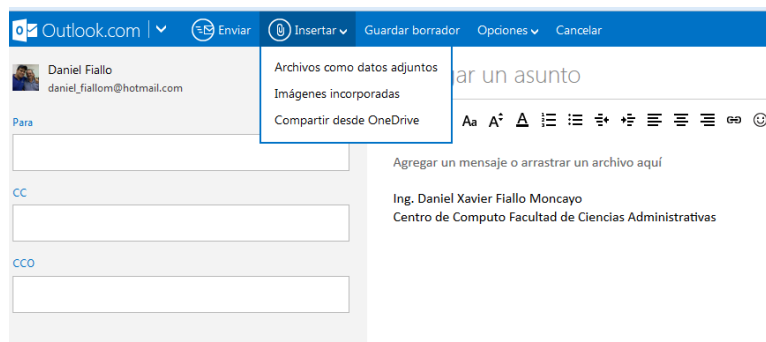 Outlook.com Enviar Insertar Guardar borrador Opciones Cancelar
Daniel Fiallo
daniel_fiallom@hotmail.com
Archivos como datos adjuntos
Imágenes incorporadas
Compartir desde OneDrive
ar un asunto
Para
Aa A A
Agregar un mensaje o arrastrar un archivo aquí
CC
Ing. Daniel Xavier Fiallo Moncayo
Centro de Computo Facultad de Ciencias Administrativas
CCO